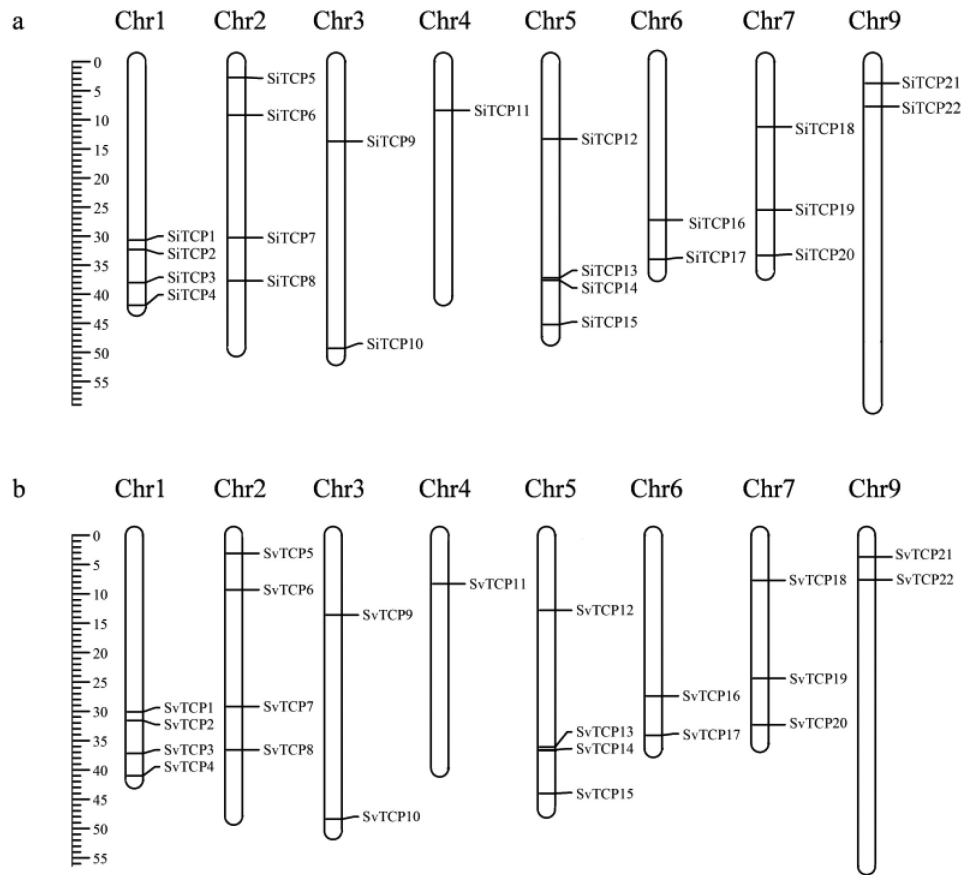 a
Chr1 Chr2 Chr3 Chr4 Chr5 Chr6 Chr7 Chr9
0
5
10
15
20
25
30
35
40
45
50
55
SiTCP1
SiTCP2
SiTCP3
SiTCP4
SiTCP5
SiTCP6
SiTCP7
SiTCP8
SiTCP9
SiTCP10
SiTCP11
SiTCP12
SiTCP13
SiTCP14
SiTCP15
SiTCP16
SiTCP17
SiTCP18
SiTCP19
SiTCP20
SiTCP21
SiTCP22
b
Chr1 Chr2 Chr3 Chr4 Chr5 Chr6 Chr7 Chr9
0
5
10
15
20
25
30
35
40
45
50
55
SvTCP1
SvTCP2
SvTCP3
SvTCP4
SvTCP5
SvTCP6
SvTCP7
SvTCP8
SvTCP9
SvTCP10
SvTCP11
SvTCP12
SvTCP13
SvTCP14
SvTCP15
SvTCP16
SvTCP17
SvTCP18
SvTCP19
SvTCP20
SvTCP21
SvTCP22